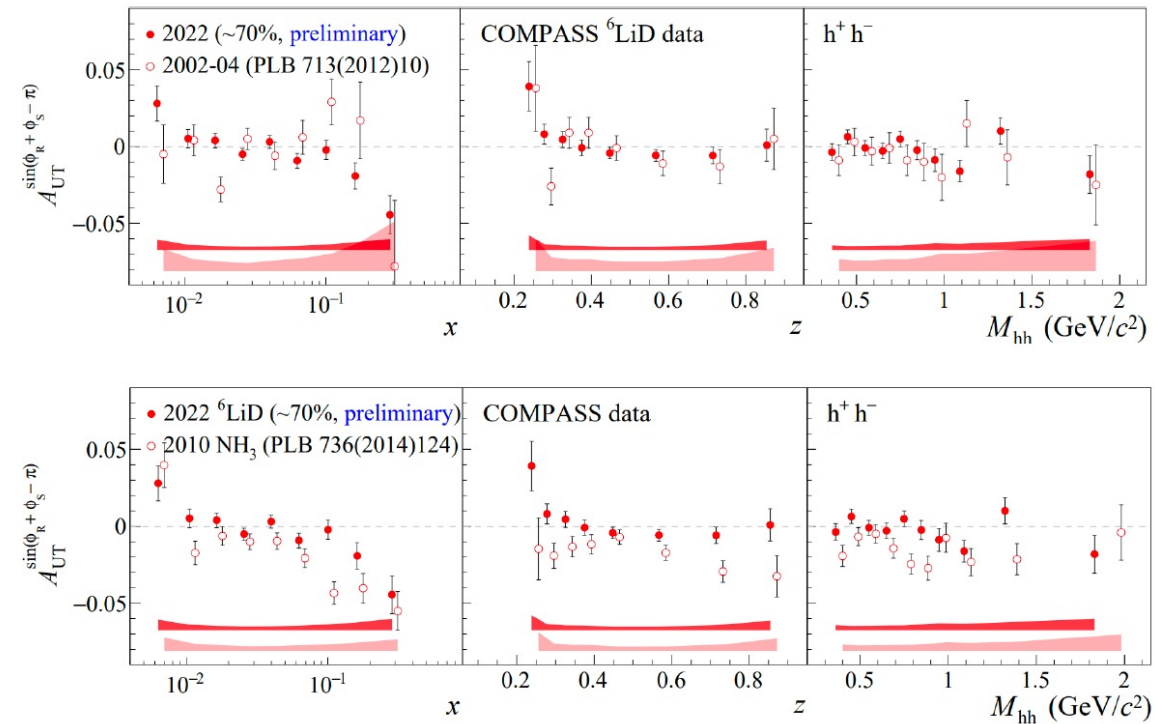 2022 (~70%, preliminary)
2002-04 (PLB 713(2012)10)
COMPASS ⁶LiD data
h⁺ h⁻
A_UT^sin(ϕ_R + ϕ_S − π)
0.05
0
−0.05
10⁻² 10⁻¹
x
0.2 0.4 0.6 0.8
z
0.5 1 1.5 2
M_hh (GeV/c²)
2022 ⁶LiD (~70%, preliminary)
2010 NH₃ (PLB 736(2014)124)
COMPASS data
h⁺ h⁻
A_UT^sin(ϕ_R + ϕ_S − π)
0.05
0
−0.05
10⁻² 10⁻¹
x
0.2 0.4 0.6 0.8
z
0.5 1 1.5 2
M_hh (GeV/c²)